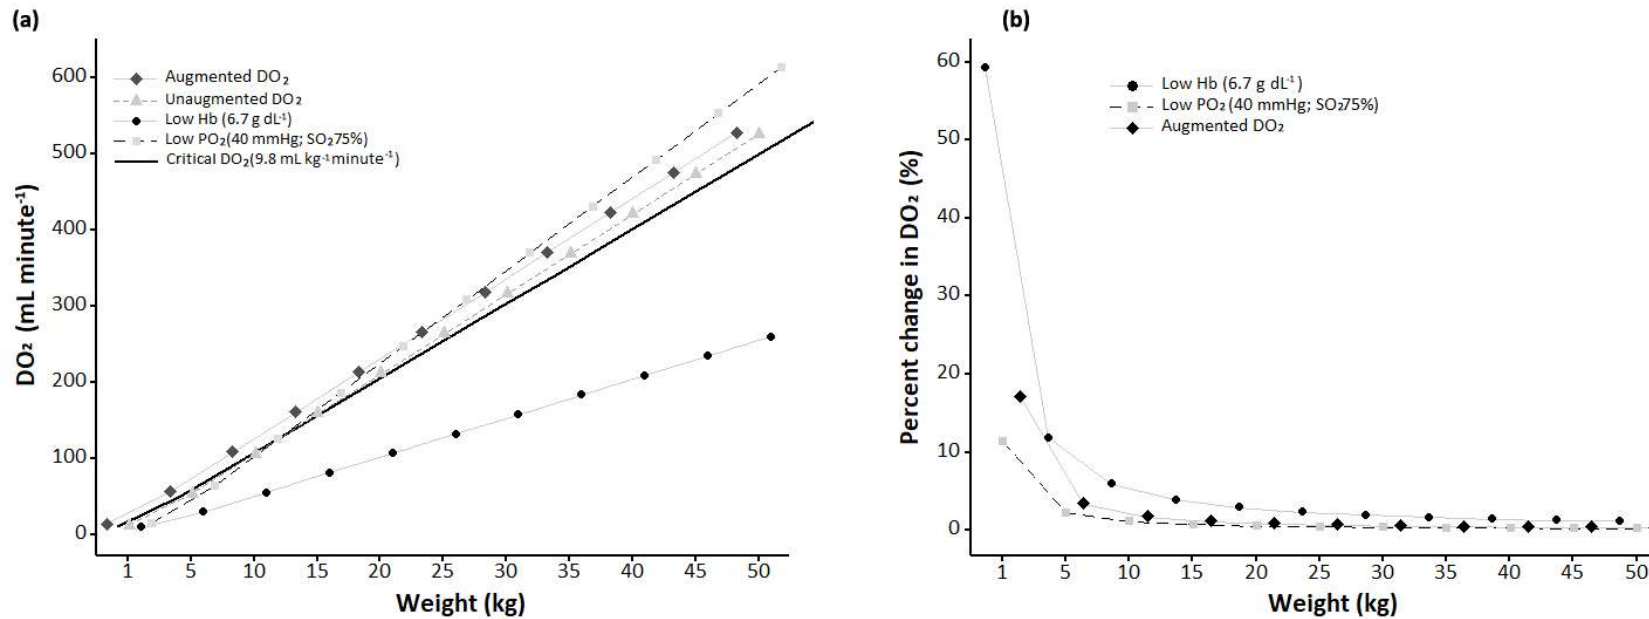 (a)
Augmented DO₂
Unaugmented DO₂
Low Hb (6.7 g dL⁻¹)
Low PO₂(40 mmHg; SO₂75%)
Critical DO₂(9.8 mL kg⁻¹minute⁻¹)
DO₂ (mL minute⁻¹)
600
500
400
300
200
100
0
1 5 10 15 20 25 35 40 45 50
Weight (kg)
(b)
Low Hb (6.7 g dL⁻¹)
Low PO₂(40 mmHg; SO₂75%)
Augmented DO₂
Percent change in DO₂ (%)
60
50
40
30
20
10
0
1 5 10 15 20 25 30 35 40 45 50
Weight (kg)